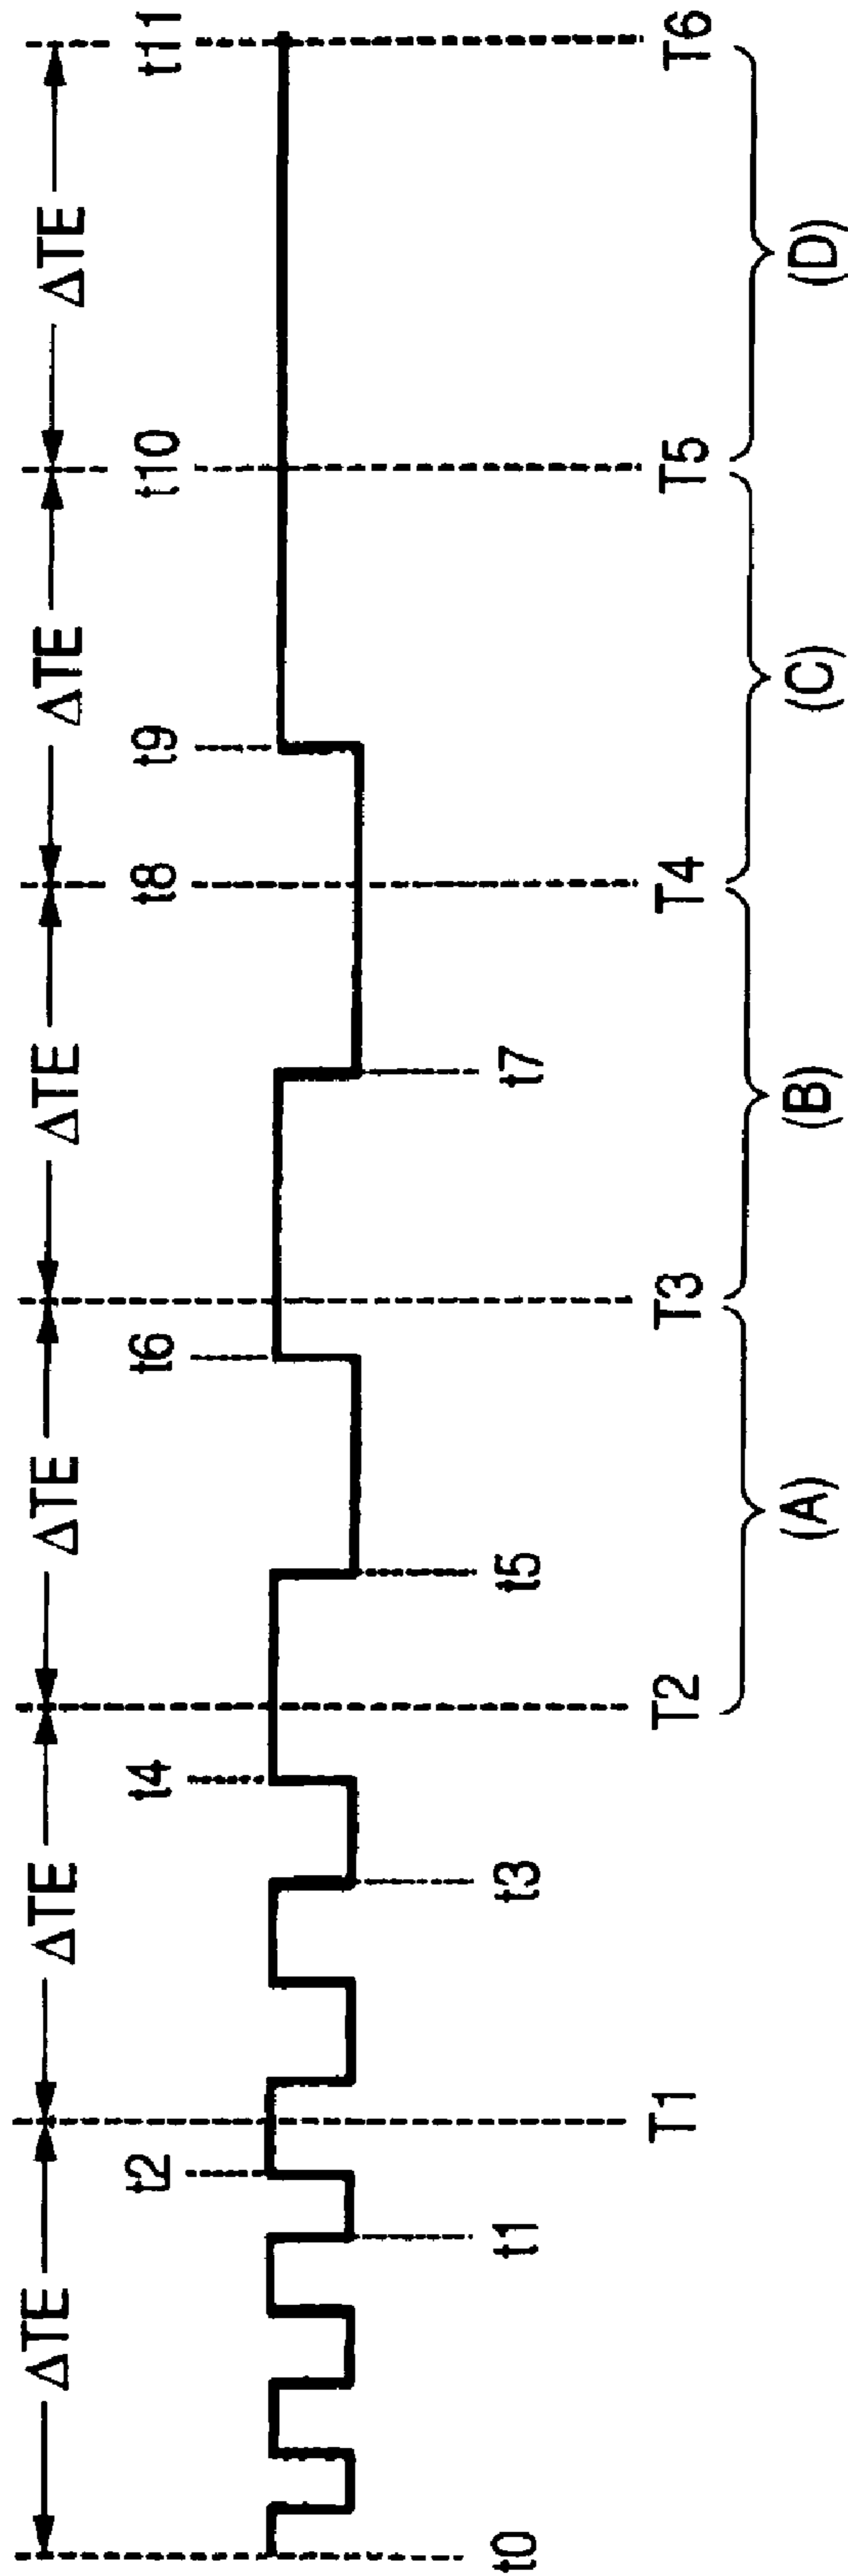 ΔTE ΔTE ΔTE ΔTE ΔTE ΔTE
t2 t4 t6 t8 t9 t10 t11
t0 t1 t3 t5 t7
T1 T2 T3 T4 T5 T6
(A) (B) (C) (D)